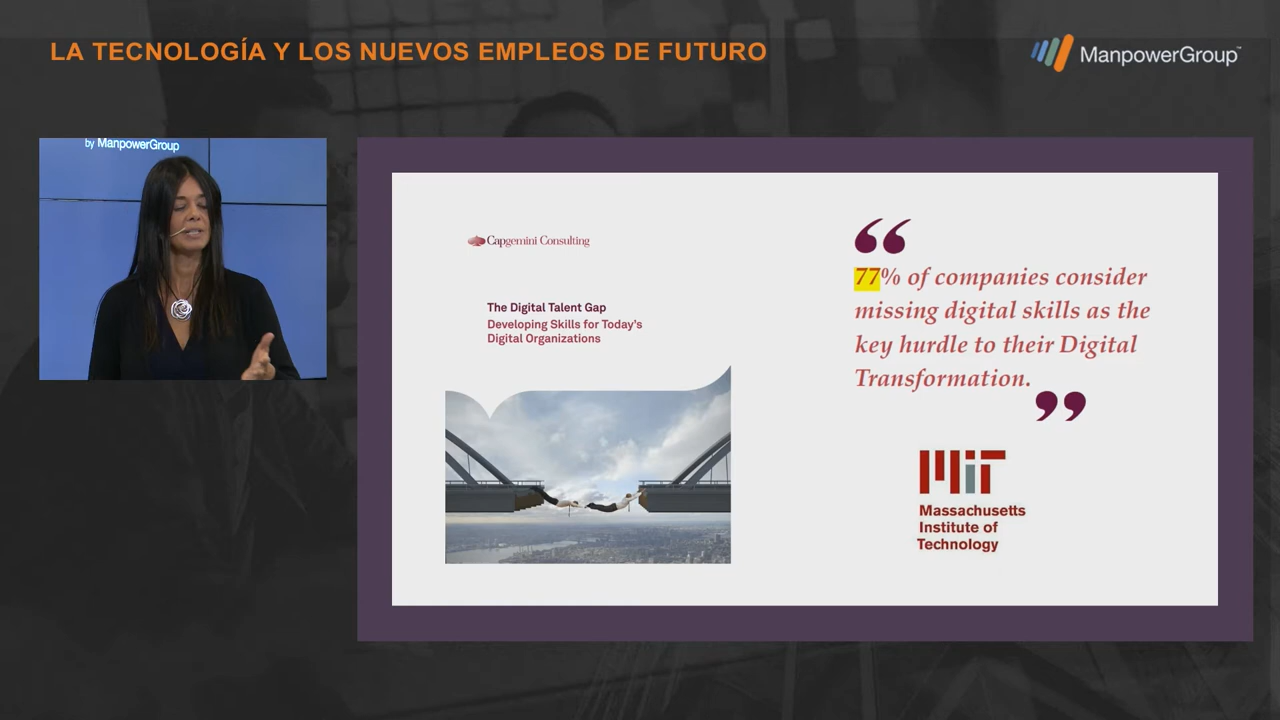 LA TECNOLOGÍA Y LOS NUEVOS EMPLEOS DE FUTURO
ManpowerGroup™
by ManpowerGroup
Capgemini Consulting
The Digital Talent Gap
Developing Skills for Today's
Digital Organizations
“
77% of companies consider
missing digital skills as the
key hurdle to their Digital
Transformation.
”
MIT
Massachusetts
Institute of
Technology